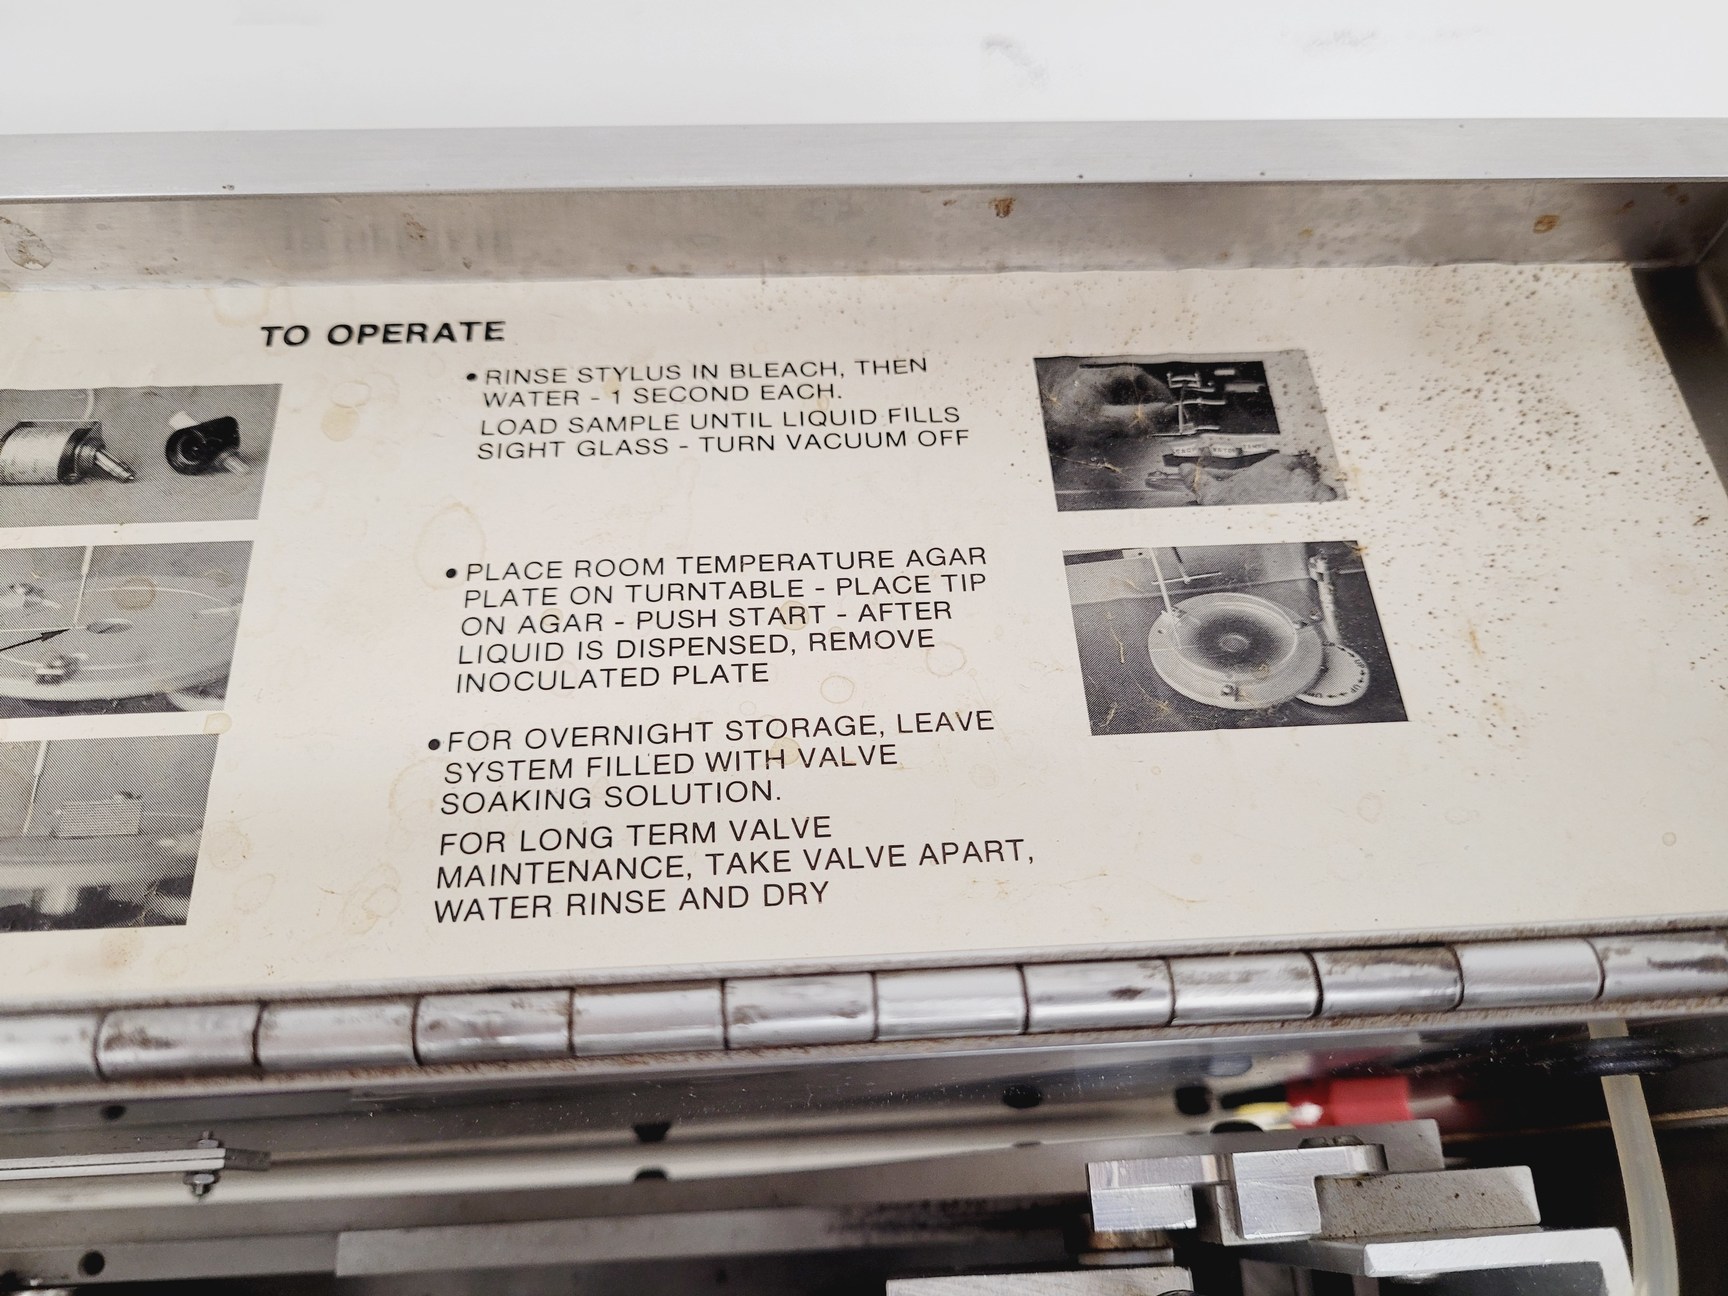 TO OPERATE
• RINSE STYLUS IN BLEACH, THEN
WATER - 1 SECOND EACH.
LOAD SAMPLE UNTIL LIQUID FILLS
SIGHT GLASS - TURN VACUUM OFF
• PLACE ROOM TEMPERATURE AGAR
PLATE ON TURNTABLE - PLACE TIP
ON AGAR - PUSH START - AFTER
LIQUID IS DISPENSED, REMOVE
INOCULATED PLATE
• FOR OVERNIGHT STORAGE, LEAVE
SYSTEM FILLED WITH VALVE
SOAKING SOLUTION.
FOR LONG TERM VALVE
MAINTENANCE, TAKE VALVE APART,
WATER RINSE AND DRY